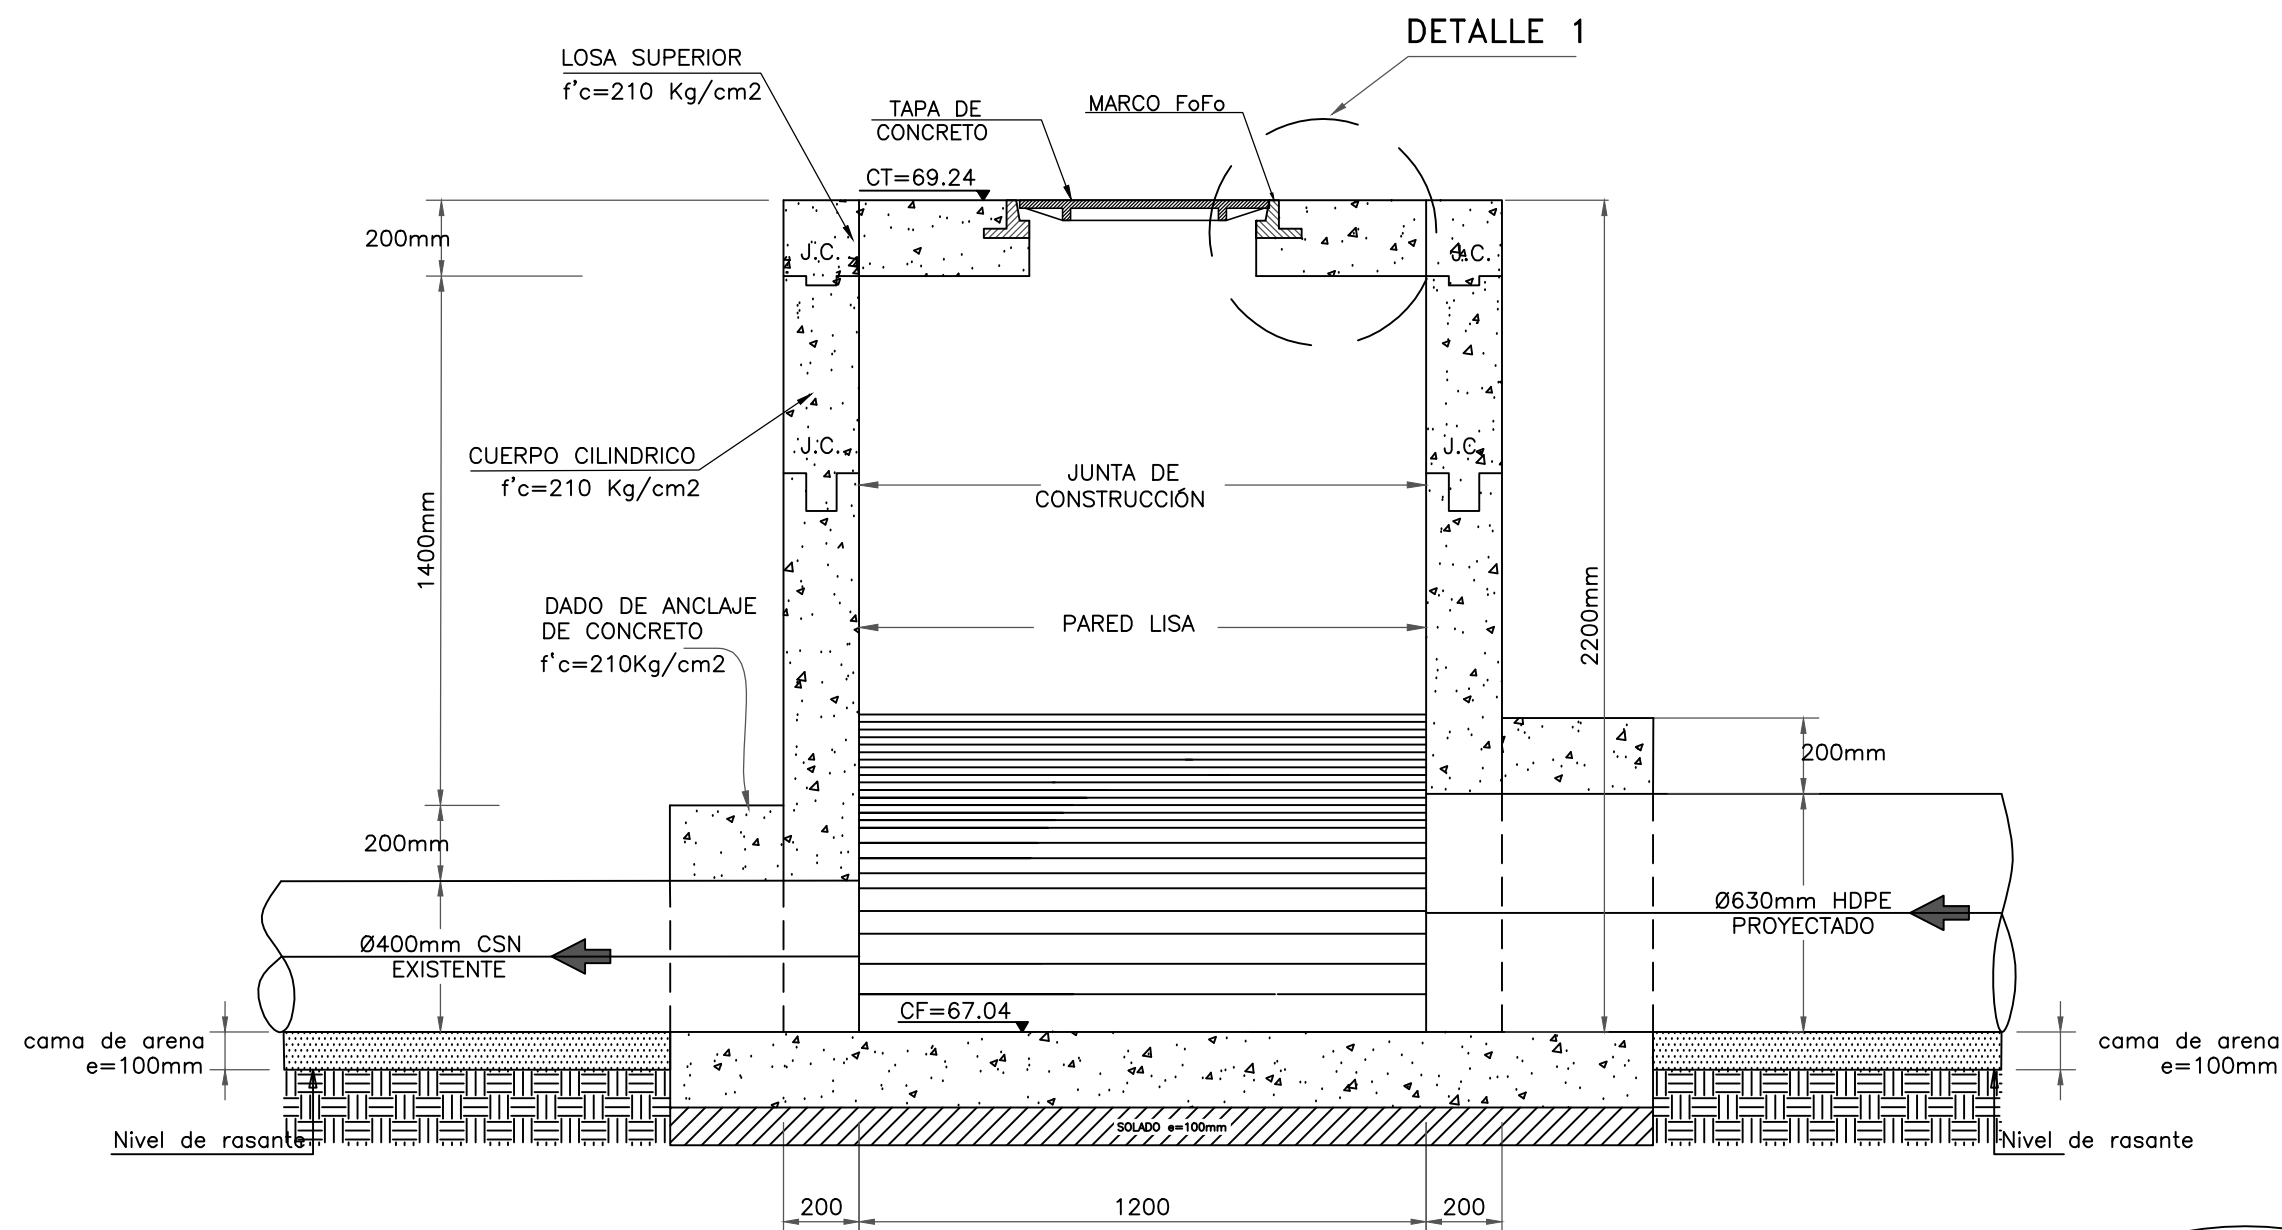 DETALLE 1
LOSA SUPERIOR
f'c=210 Kg/cm2
TAPA DE
CONCRETO
MARCO FoFo
CT=69.24
200mm
J.C.
J.C.
CUERPO CILINDRICO
f'c=210 Kg/cm2
J.C.
J.C.
JUNTA DE
CONSTRUCCIÓN
1400mm
2200mm
DADO DE ANCLAJE
DE CONCRETO
f'c=210Kg/cm2
PARED LISA
200mm
200mm
Ø630mm HDPE
PROYECTADO
Ø400mm CSN
EXISTENTE
CF=67.04
cama de arena
e=100mm
cama de arena
e=100mm
SOLADO e=100mm
Nivel de rasante
Nivel de rasante
200
1200
200